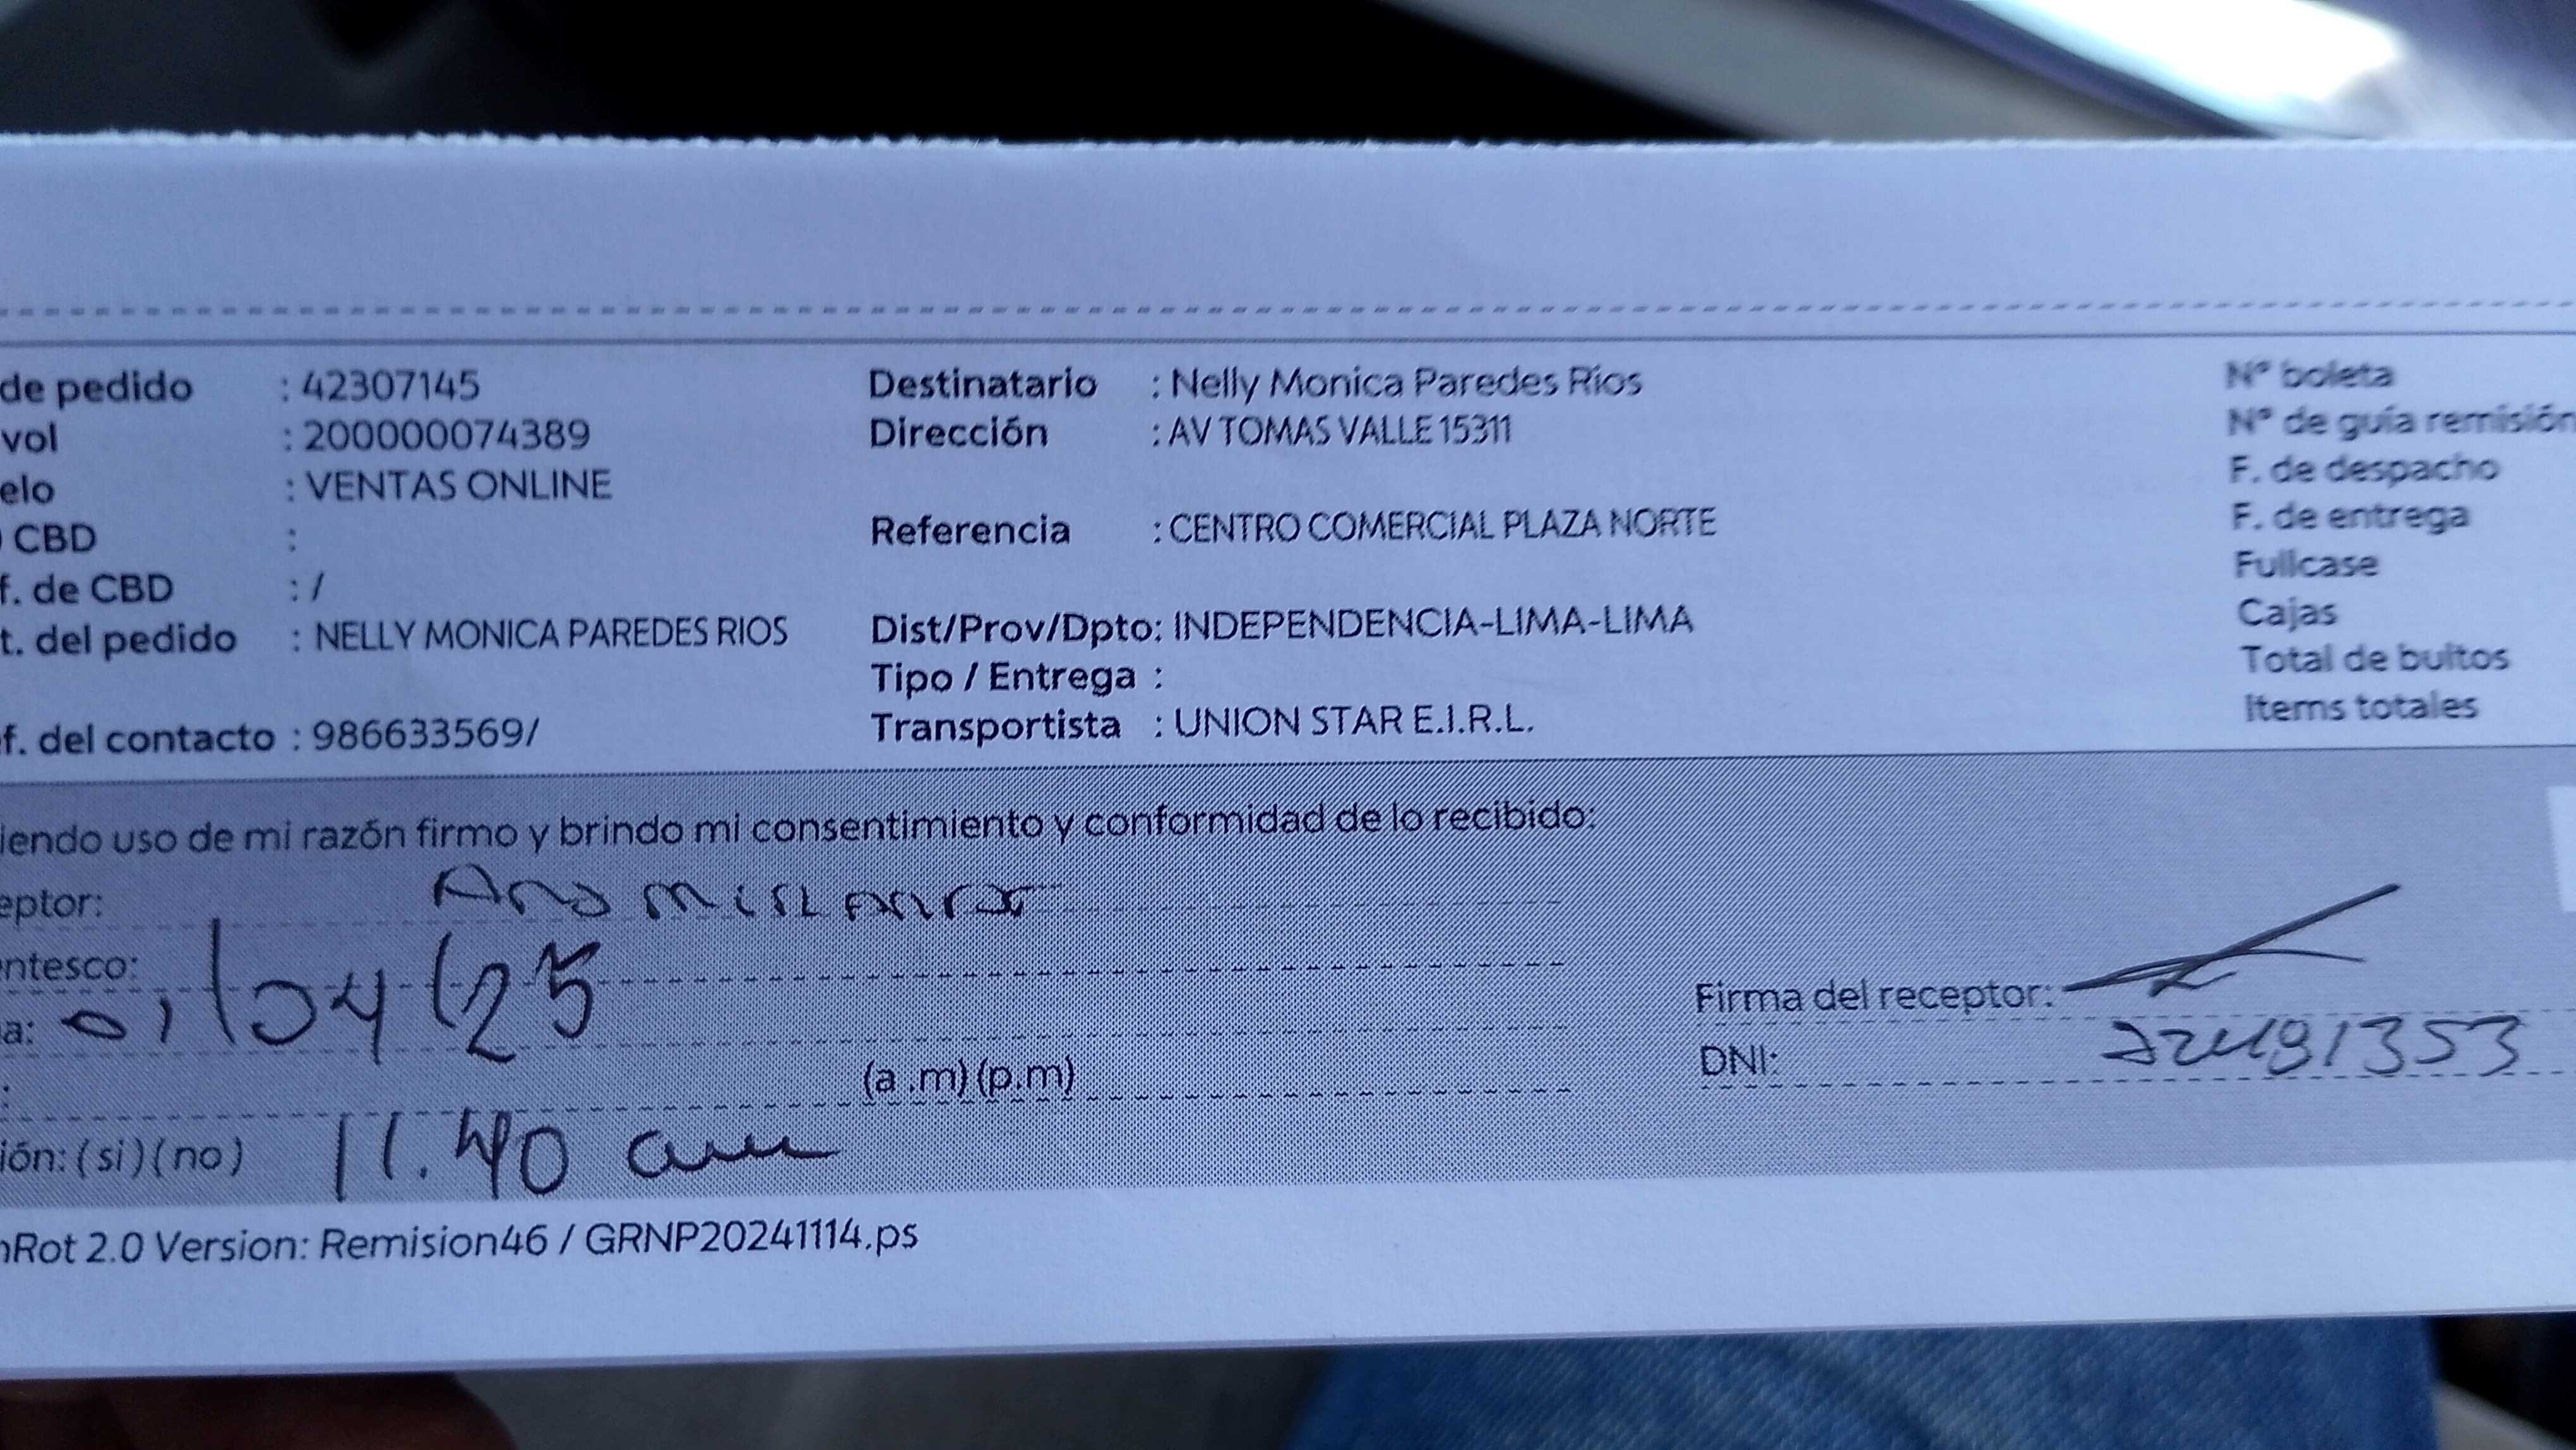 de pedido : 42307145 Destinatario : Nelly Monica Paredes Rios Nº boleta
vol : 200000074389 Dirección : AV TOMAS VALLE 15311 Nº de guía remisión
elo : VENTAS ONLINE F. de despacho
CBD : Referencia : CENTRO COMERCIAL PLAZA NORTE F. de entrega
f. de CBD : / Fullcase
t. del pedido : NELLY MONICA PAREDES RIOS Dist/Prov/Dpto: INDEPENDENCIA-LIMA-LIMA Cajas
Tipo / Entrega : Total de bultos
f. del contacto : 986633569/ Transportista : UNION STAR E.I.R.L. Items totales
iendo uso de mi razón firmo y brindo mi consentimiento y conformidad de lo recibido:
eptor: Ana
entesco:
a: 01/04/25 Firma del receptor:
: (a .m) (p.m) DNI:
ión: ( si ) ( no ) 11.40 am
nRot 2.0 Version: Remision46 / GRNP20241114.ps